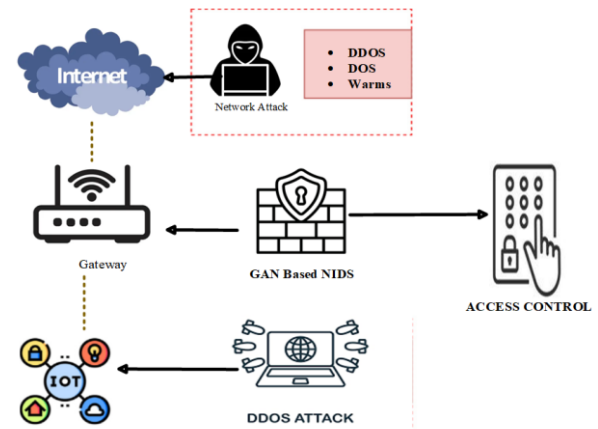 Internet
Network Attack
• DDOS
• DOS
• Warms
Gateway
GAN Based NIDS
ACCESS CONTROL
IOT
DDOS ATTACK